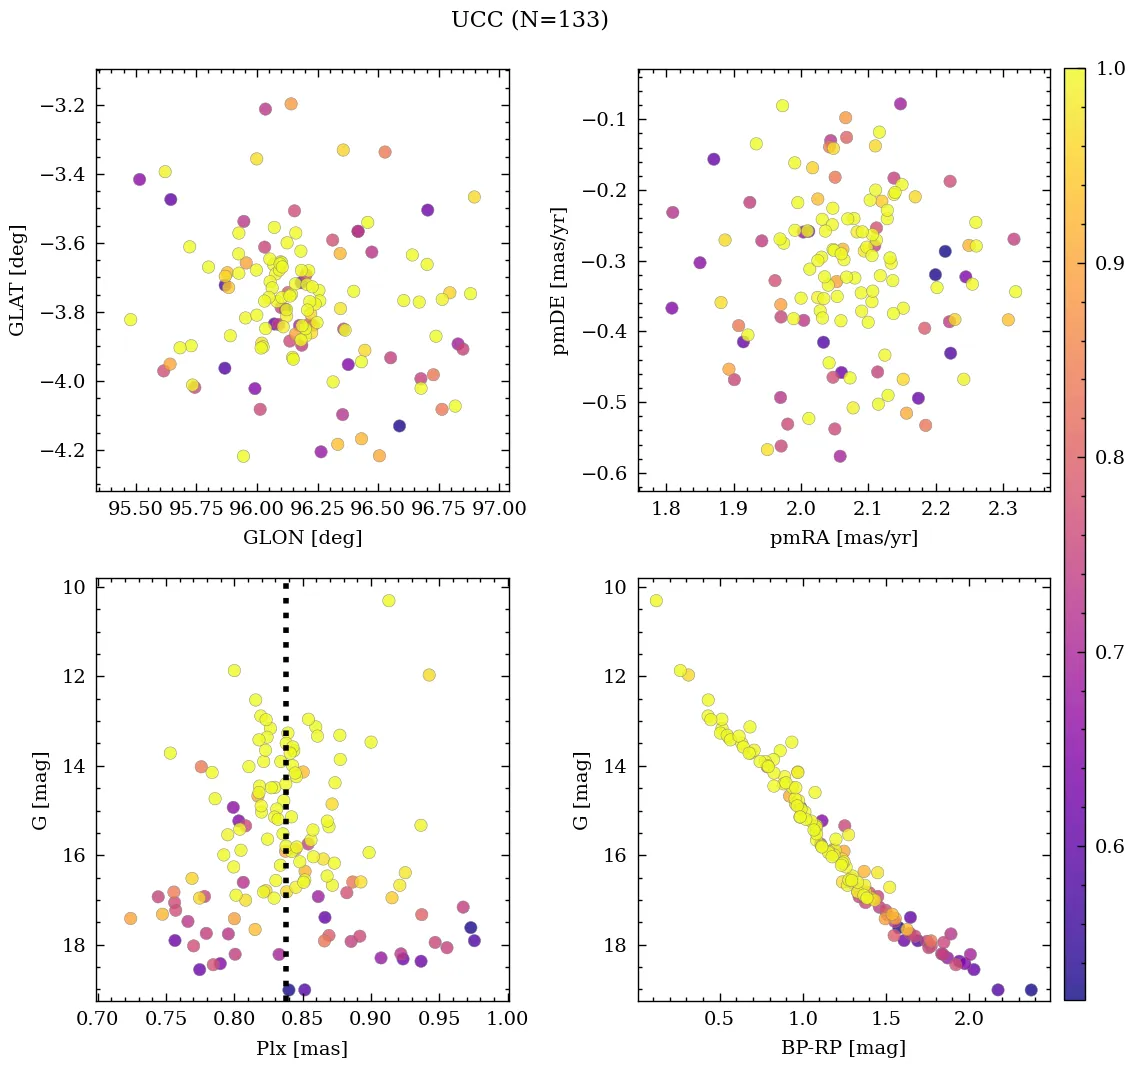 UCC (N=133)
−3.2
−3.4
−3.6
−3.8
−4.0
−4.2
GLAT [deg]
95.50 95.75 96.00 96.25 96.50 96.75 97.00
GLON [deg]
−0.1
−0.2
−0.3
−0.4
−0.5
−0.6
pmDE [mas/yr]
1.8 1.9 2.0 2.1 2.2 2.3
pmRA [mas/yr]
1.0
0.9
0.8
0.7
0.6
10
12
14
16
18
G [mag]
0.70 0.75 0.80 0.85 0.90 0.95 1.00
Plx [mas]
10
12
14
16
18
G [mag]
0.5 1.0 1.5 2.0
BP-RP [mag]